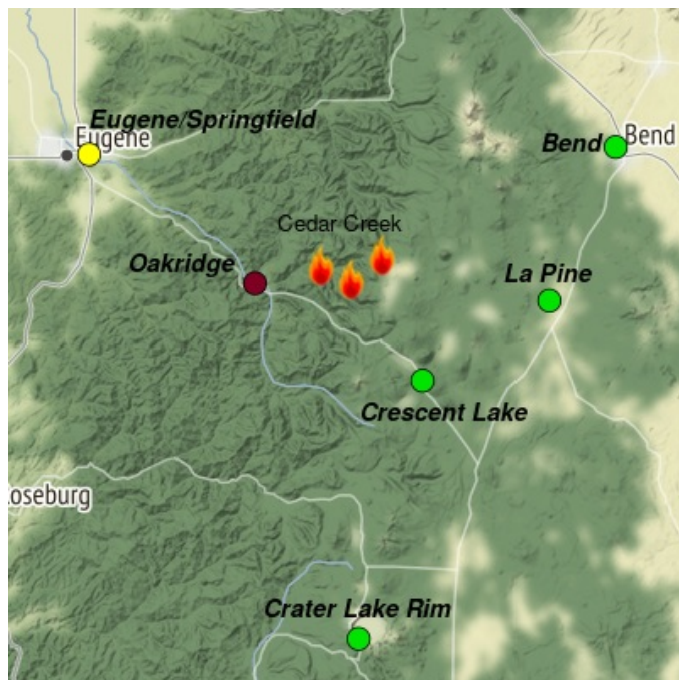 Eugene/Springfield
Eugene
Bend
Bend
Cedar Creek
Oakridge
La Pine
Crescent Lake
oseburg
Crater Lake Rim